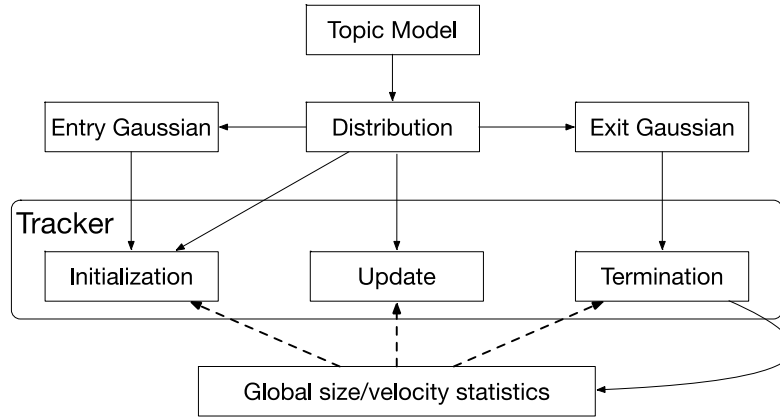 Topic Model
Entry Gaussian
Distribution
Exit Gaussian
Tracker
Initialization
Update
Termination
Global size/velocity statistics